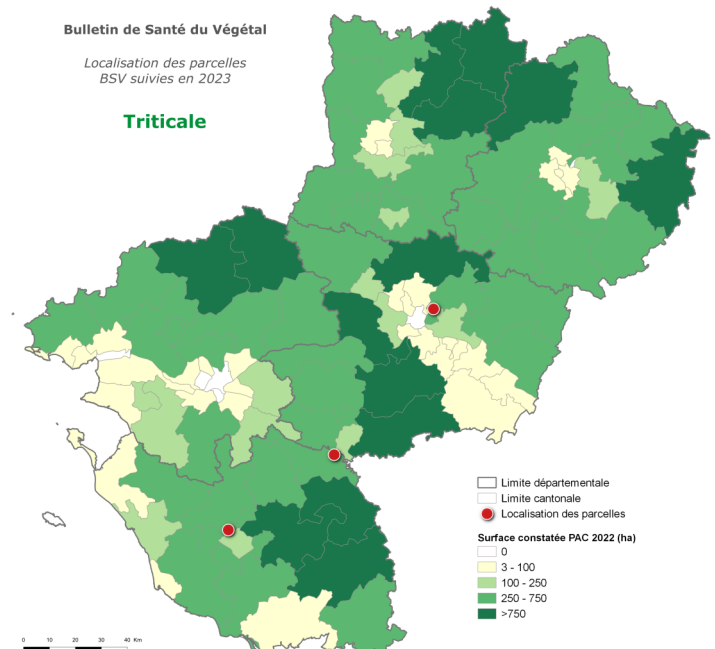 Bulletin de Santé du Végétal
Localisation des parcelles
BSV suivies en 2023
Triticale
Limite départementale
Limite cantonale
Localisation des parcelles
Surface constatée PAC 2022 (ha)
0
3 - 100
100 - 250
250 - 750
>750
0 10 20 30 40 Km